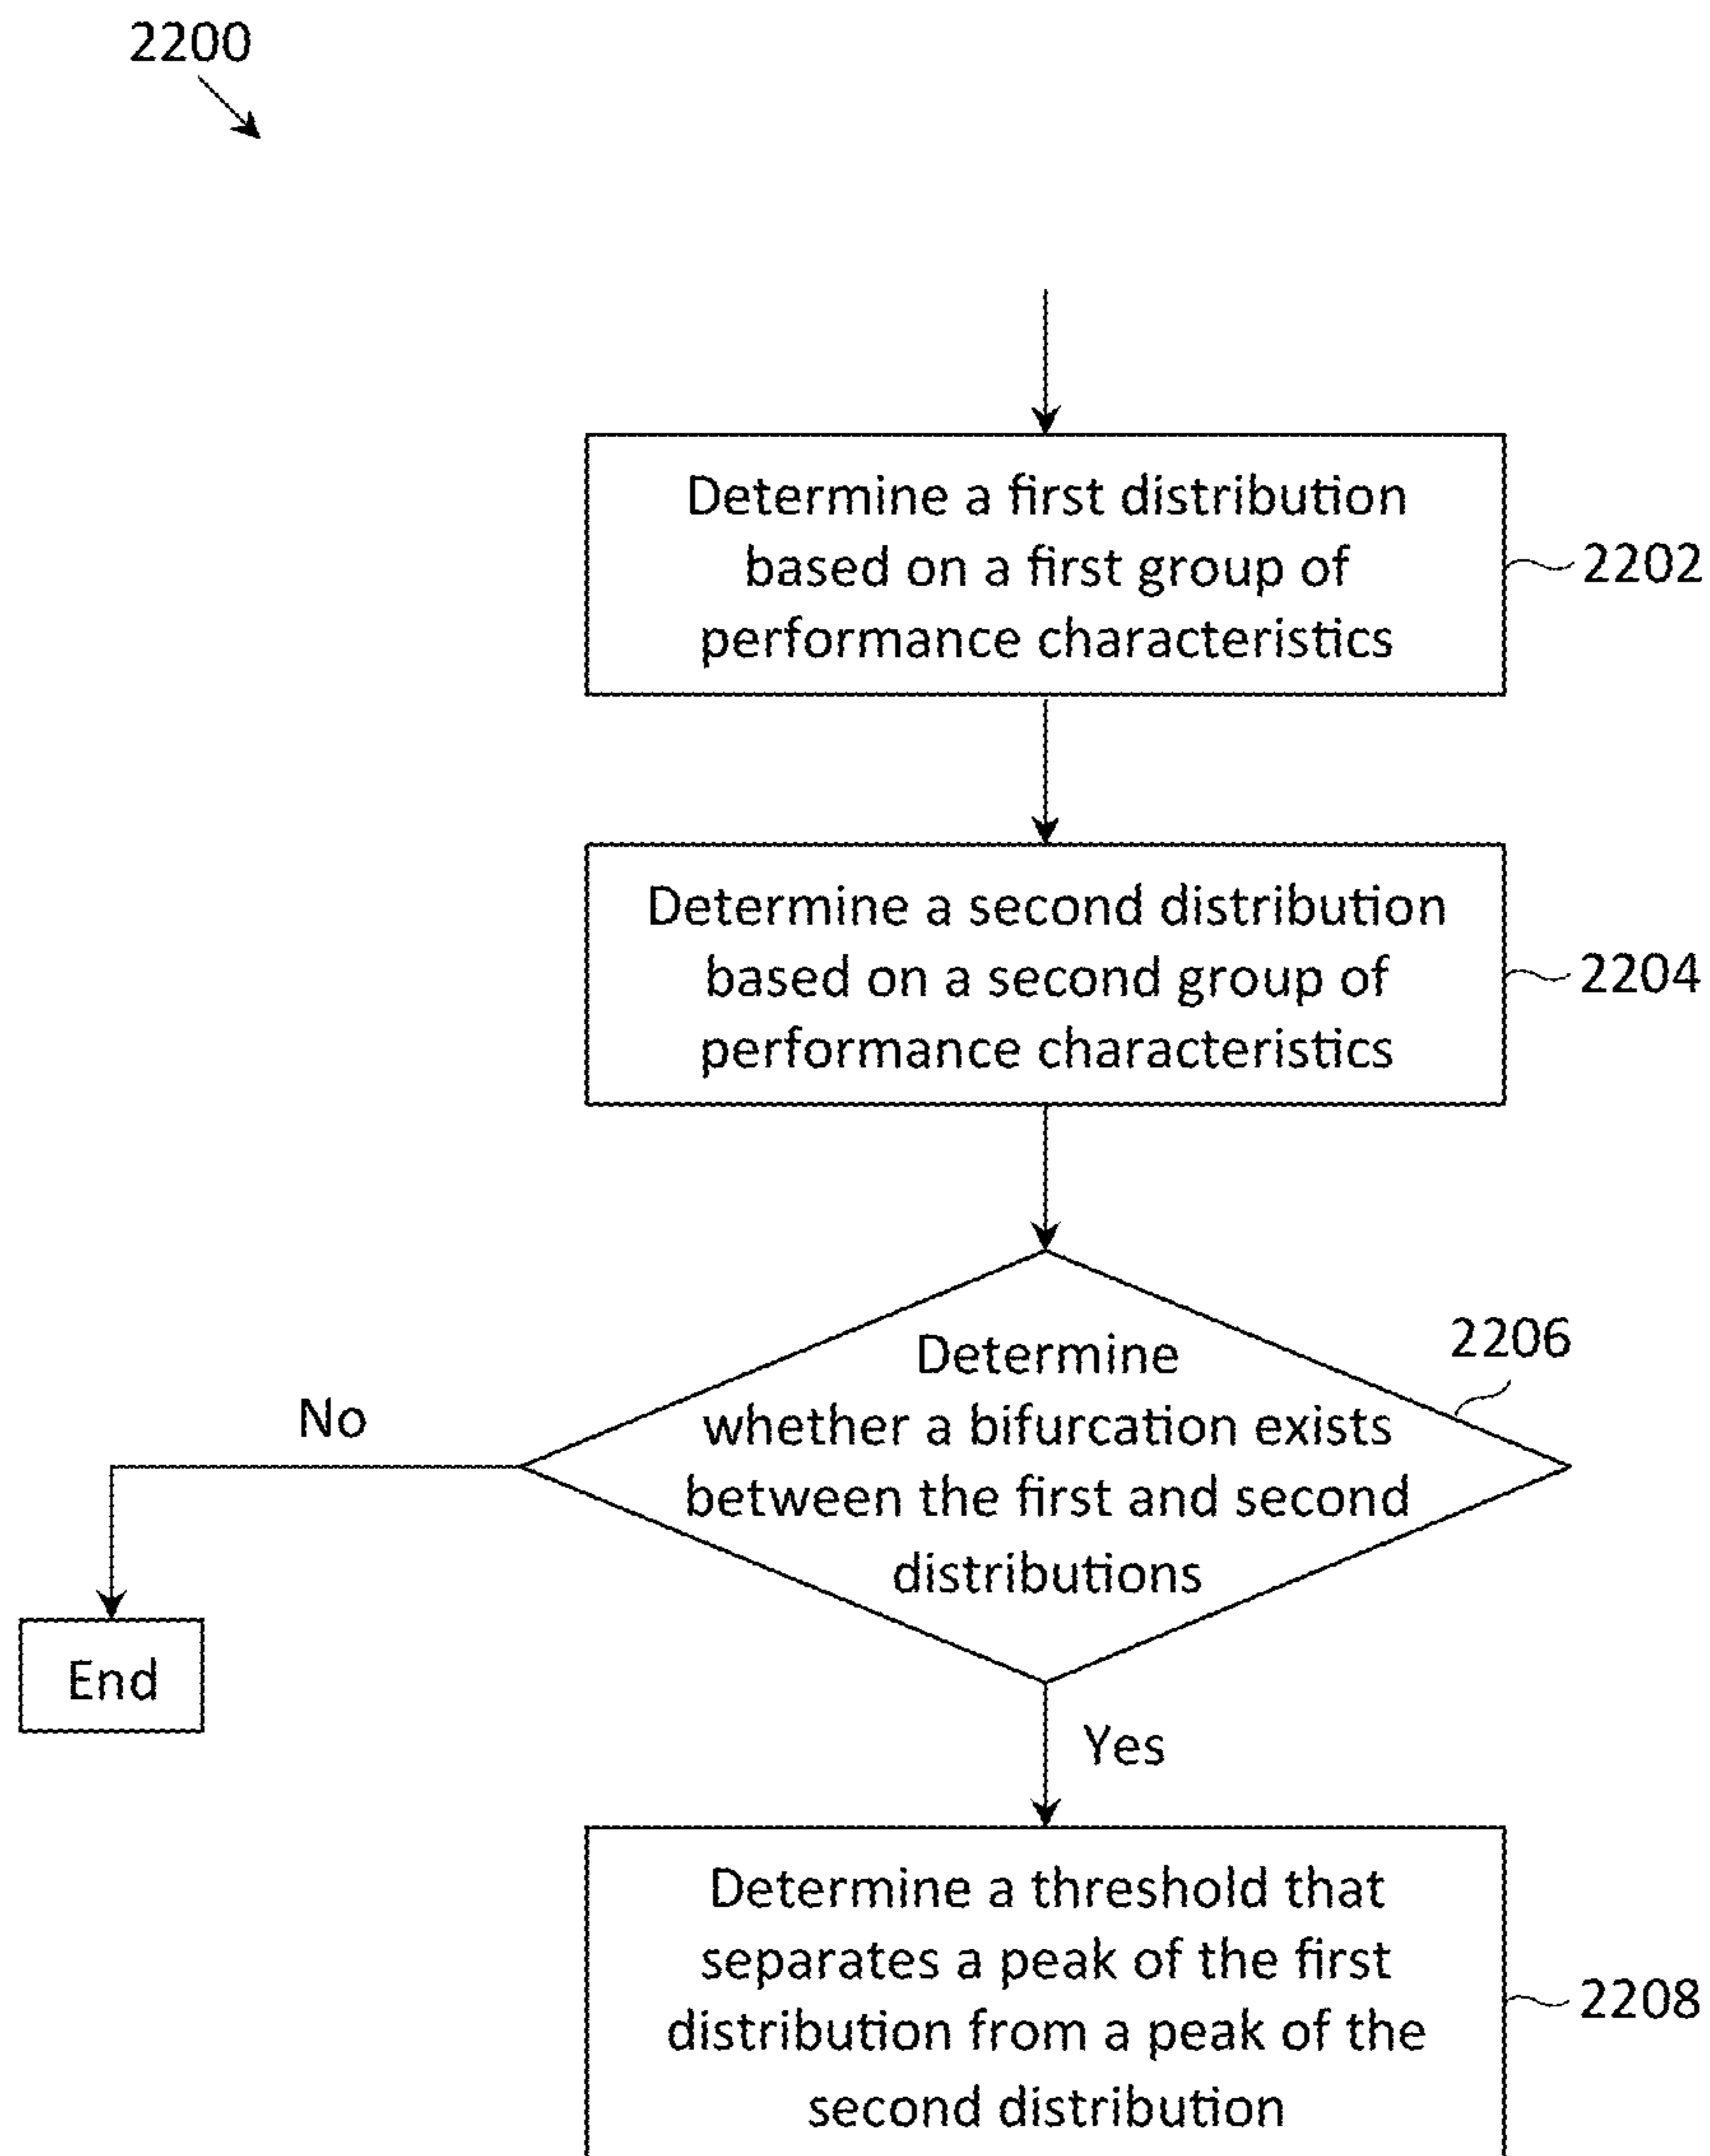 2200
Determine a first distribution
based on a first group of
performance characteristics
2202
Determine a second distribution
based on a second group of
performance characteristics
2204
Determine
whether a bifurcation exists
between the first and second
distributions
2206
No
End
Yes
Determine a threshold that
separates a peak of the first
distribution from a peak of the
second distribution
2208